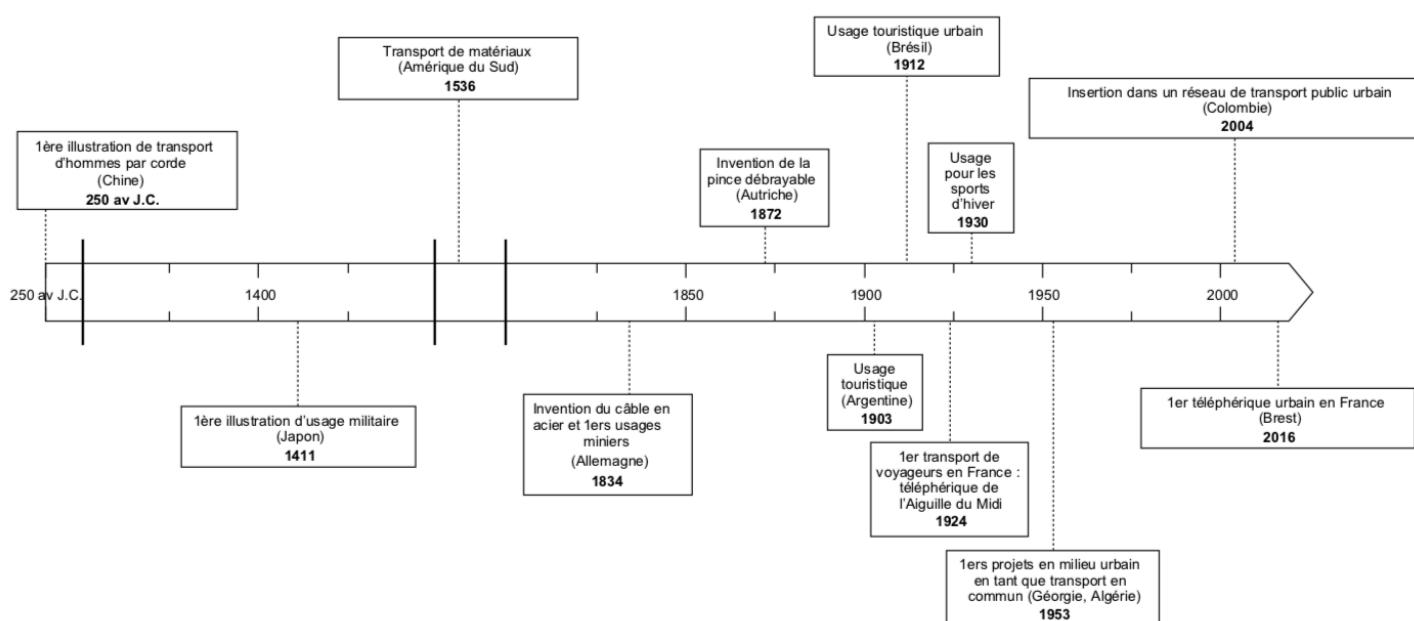 Usage touristique urbain
(Brésil)
1912
Transport de matériaux
(Amérique du Sud)
1536
Insertion dans un réseau de transport public urbain
(Colombie)
2004
1ère illustration de transport
d'hommes par corde
(Chine)
250 av J.C.
Invention de la
pince débrayable
(Autriche)
1872
Usage
pour les
sports
d'hiver
1930
250 av J.C.
1400
1850
1900
1950
2000
1ère illustration d'usage militaire
(Japon)
1411
Invention du câble en
acier et 1ers usages
miniers
(Allemagne)
1834
Usage
touristique
(Argentine)
1903
1er transport de
voyageurs en France :
téléphérique de
l'Aiguille du Midi
1924
1ers projets en milieu urbain
en tant que transport en
commun (Géorgie, Algérie)
1953
1er téléphérique urbain en France
(Brest)
2016